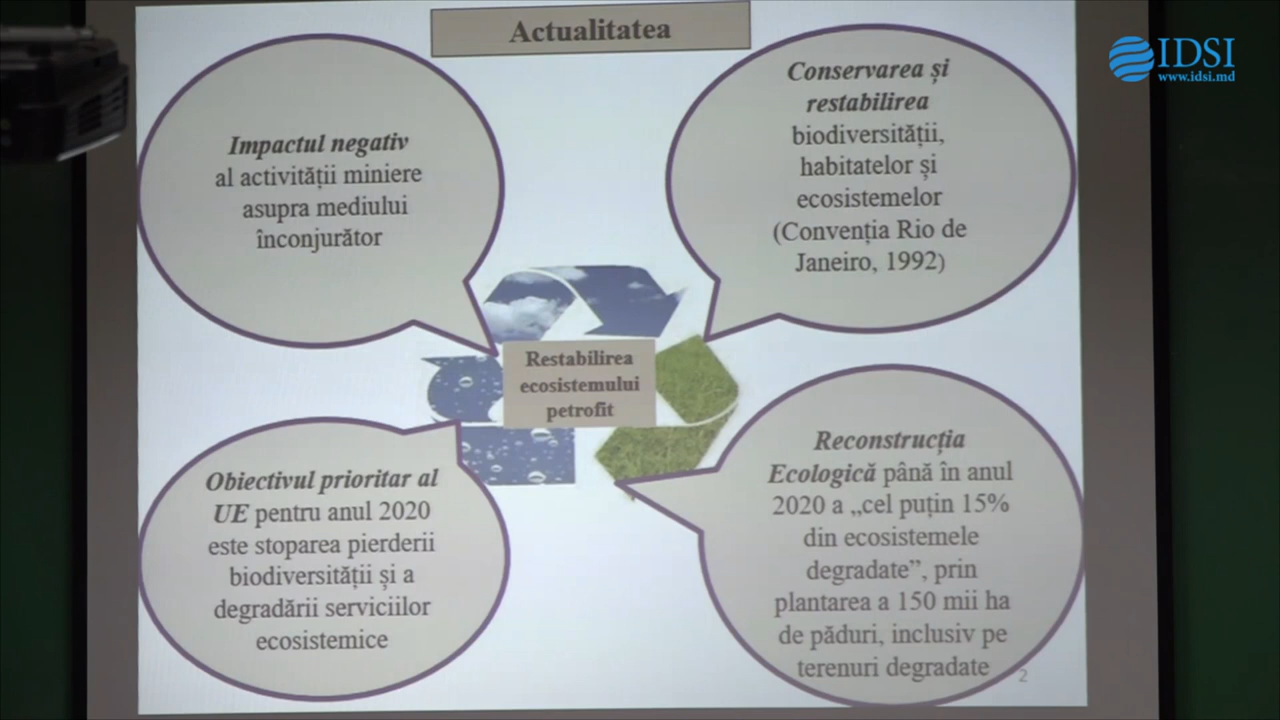 Actualitatea
IDSI
www.idsi.md
Impactul negativ
al activității miniere
asupra mediului
înconjurător
Conservarea și
restabilirea
biodiversității,
habitatelor și
ecosistemelor
(Convenția Rio de
Janeiro, 1992)
Restabilirea
ecosistemului
petrofit
Obiectivul prioritar al
UE pentru anul 2020
este stoparea pierderii
biodiversității și a
degradării serviciilor
ecosistemice
Reconstrucția
Ecologică până în anul
2020 a „cel puțin 15%
din ecosistemele
degradate”, prin
plantarea a 150 mii ha
de păduri, inclusiv pe
terenuri degradate
2